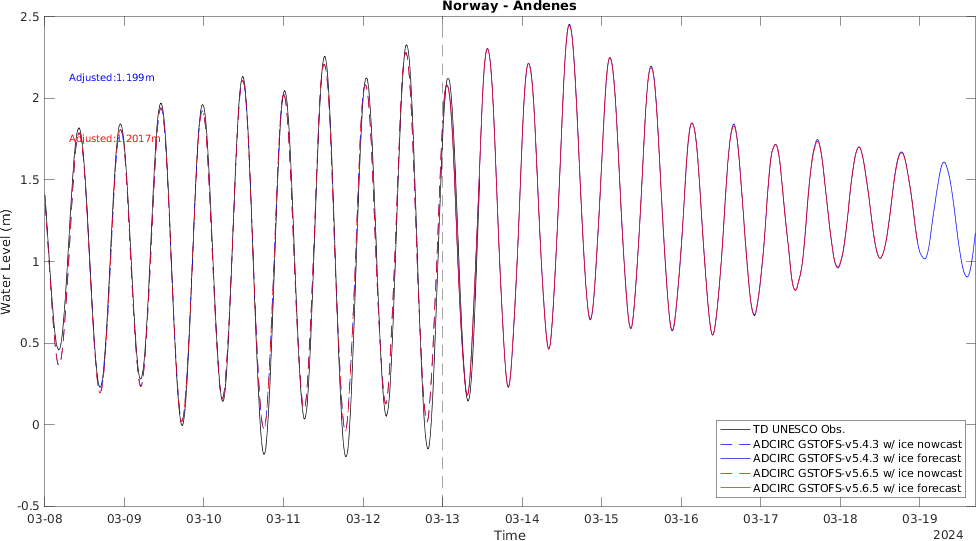 Norway - Andenes
2.5
2
1.5
1
0.5
0
-0.5
Water Level (m)
Adjusted:1.199m
Adjusted:1.2017m
TD UNESCO Obs.
ADCIRC GSTOFS-v5.4.3 w/ ice nowcast
ADCIRC GSTOFS-v5.4.3 w/ ice forecast
ADCIRC GSTOFS-v5.6.5 w/ ice nowcast
ADCIRC GSTOFS-v5.6.5 w/ ice forecast
03-08 03-09 03-10 03-11 03-12 03-13 03-14 03-15 03-16 03-17 03-18 03-19
Time
2024